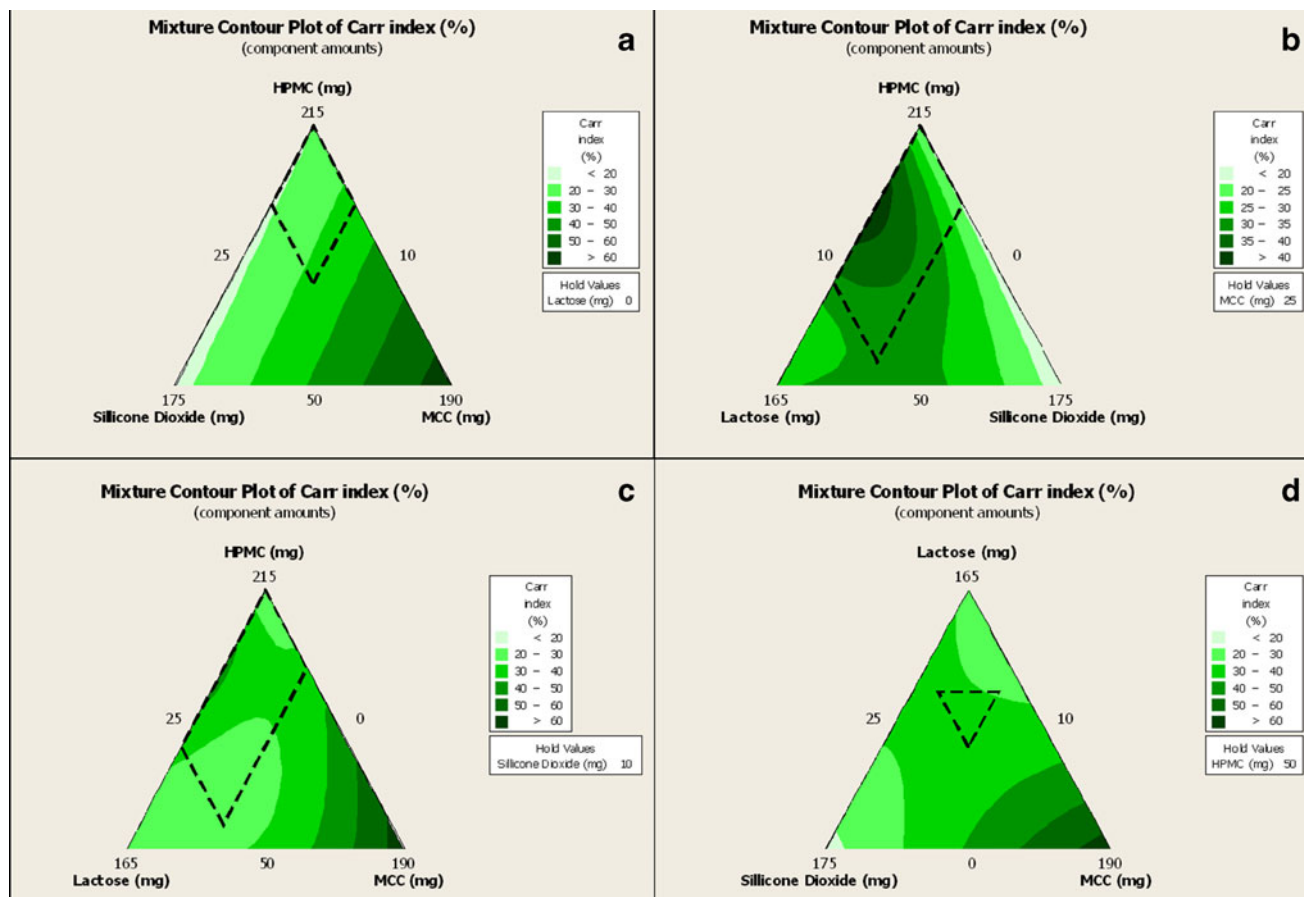 Mixture Contour Plot of Carr index (%)
a
(component amounts)
HPMC (mg)
215
Carr
index
(%)
< 20
20 - 30
30 - 40
40 - 50
50 - 60
> 60
25
10
Hold Values
Lactose (mg) 0
175
50
190
Sillicone Dioxide (mg)
MCC (mg)
Mixture Contour Plot of Carr index (%)
b
(component amounts)
HPMC (mg)
215
Carr
index
(%)
< 20
20 - 25
25 - 30
30 - 35
35 - 40
> 40
10
0
Hold Values
MCC (mg) 25
165
50
175
Lactose (mg)
Sillicone Dioxide (mg)
Mixture Contour Plot of Carr index (%)
c
(component amounts)
HPMC (mg)
215
Carr
index
(%)
< 20
20 - 30
30 - 40
40 - 50
50 - 60
> 60
25
0
Hold Values
Sillicone Dioxide (mg) 10
165
50
190
Lactose (mg)
MCC (mg)
Mixture Contour Plot of Carr index (%)
d
(component amounts)
Lactose (mg)
165
Carr
index
(%)
< 20
20 - 30
30 - 40
40 - 50
50 - 60
> 60
25
10
Hold Values
HPMC (mg) 50
175
0
190
Sillicone Dioxide (mg)
MCC (mg)